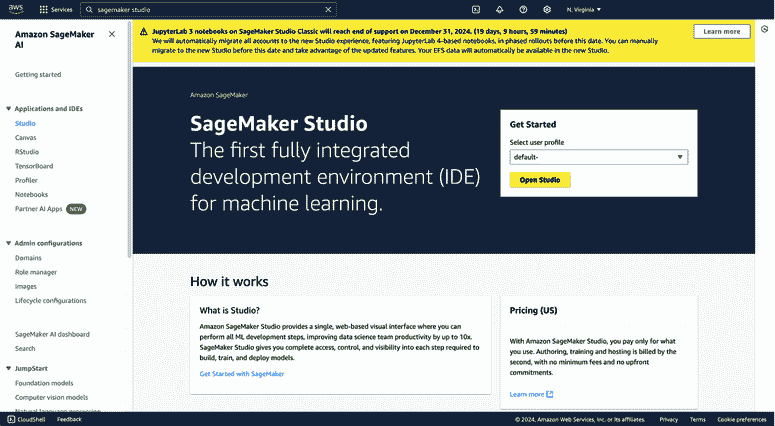 aws
Services
sagemaker studio
N. Virginia
Amazon SageMaker
AI
Getting started
Applications and IDEs
Studio
Canvas
RStudio
TensorBoard
Profiler
Notebooks
Partner AI Apps NEW
Admin configurations
Domains
Role manager
Images
Lifecycle configurations
SageMaker AI dashboard
Search
JumpStart
Foundation models
Computer vision models
Natural language processing
JupyterLab 3 notebooks on SageMaker Studio Classic will reach end of support on December 31, 2024. (19 days, 9 hours, 59 minutes)
We will automatically migrate all accounts to the new Studio experience, featuring JupyterLab 4-based notebooks, in phased rollouts before this date. You can manually
migrate to the new Studio before this date and take advantage of the updated features. Your EFS data will automatically be available in the new Studio.
Learn more
Amazon SageMaker
SageMaker Studio
The first fully integrated
development environment (IDE)
for machine learning.
Get Started
Select user profile
default-
Open Studio
How it works
What is Studio?
Amazon SageMaker Studio provides a single, web-based visual interface where you can
perform all ML development steps, improving data science team productivity by up to 10x.
SageMaker Studio gives you complete access, control, and visibility into each step required to
build, train, and deploy models.
Get Started with SageMaker
Pricing (US)
With Amazon SageMaker Studio, you pay only for what
you use. Authoring, training and hosting is billed by the
second, with no minimum fees and no upfront
commitments.
Learn more
CloudShell
Feedback
© 2024, Amazon Web Services, Inc. or its affiliates.
Privacy
Terms
Cookie preferences